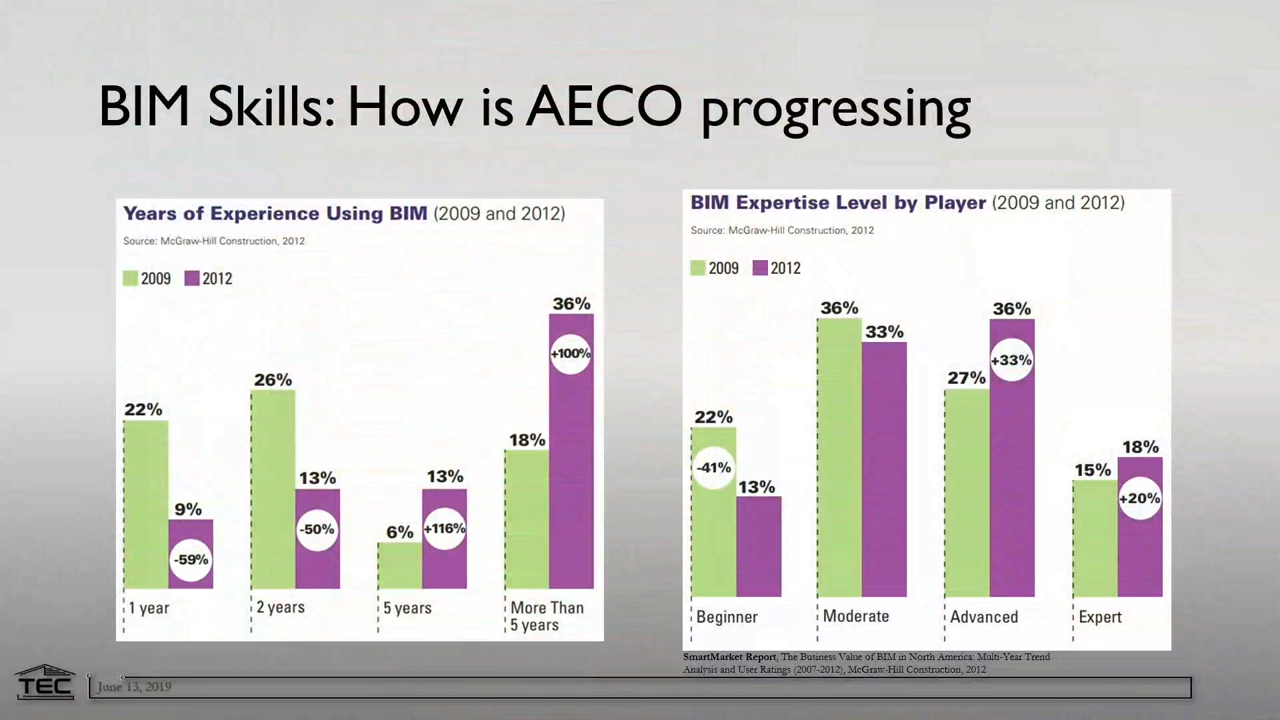 BIM Skills: How is AECO progressing
Years of Experience Using BIM (2009 and 2012)
Source: McGraw-Hill Construction, 2012
2009 2012
22%
9%
-59%
1 year
26%
13%
-50%
2 years
6%
13%
+116%
5 years
18%
36%
+100%
More Than
5 years
BIM Expertise Level by Player (2009 and 2012)
Source: McGraw-Hill Construction, 2012
2009 2012
22%
-41%
13%
Beginner
36%
33%
Moderate
27%
36%
+33%
Advanced
15%
18%
+20%
Expert
SmartMarket Report, The Business Value of BIM in North America: Multi-Year Trend
Analysis and User Ratings (2007-2012), McGraw-Hill Construction, 2012
TEC
June 13, 2019